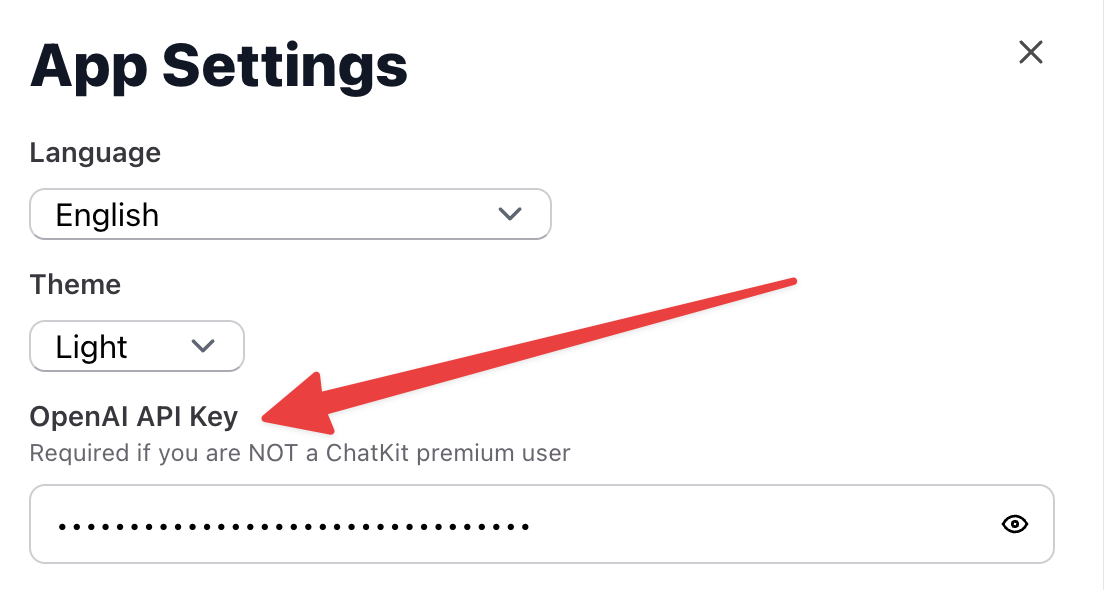 App Settings
Language
English
Theme
Light
OpenAI API Key
Required if you are NOT a ChatKit premium user